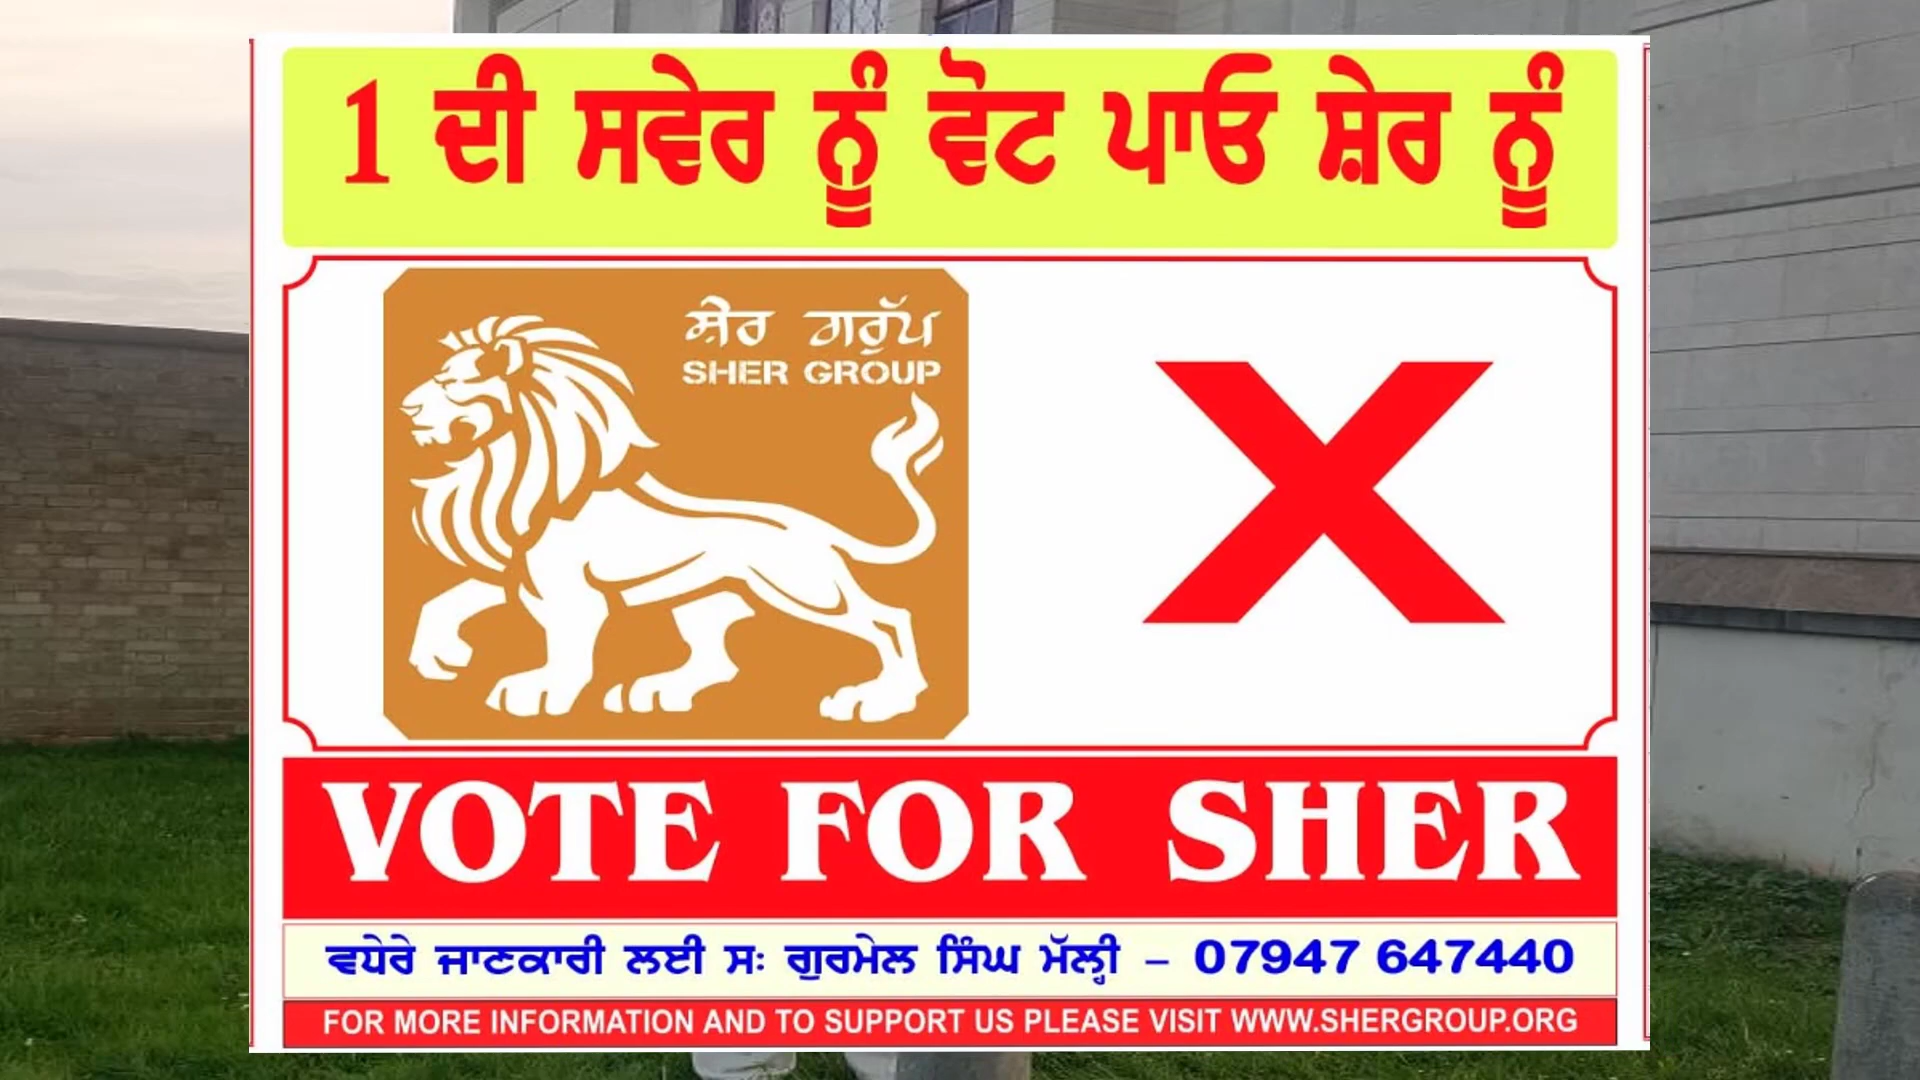 1 ਦੀ ਸਵੇਰ ਨੂੰ ਵੋਟ ਪਾਓ ਸ਼ੇਰ ਨੂੰ
ਸ਼ੇਰ ਗਰੁੱਪ
SHER GROUP
X
VOTE FOR SHER
ਵਧੇਰੇ ਜਾਣਕਾਰੀ ਲਈ ਸਃ ਗੁਰਮੇਲ ਸਿੰਘ ਮੱਲ੍ਹੀ – 07947 647440
FOR MORE INFORMATION AND TO SUPPORT US PLEASE VISIT WWW.SHERGROUP.ORG